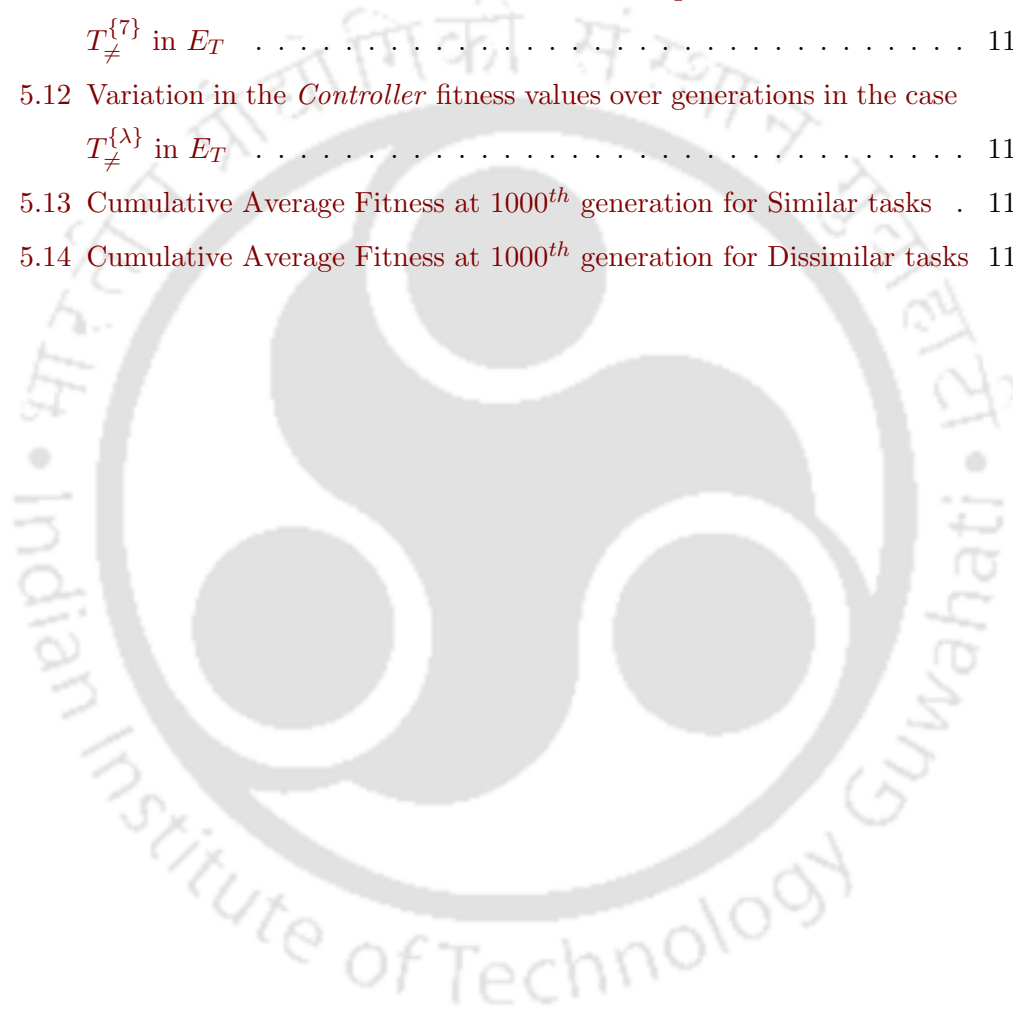 T_≠^{7} in E_T . . . . . . . . . . . . . . . . . . . . . . . . . . . . . . . . 11
5.12 Variation in the Controller fitness values over generations in the case
T_≠^{λ} in E_T . . . . . . . . . . . . . . . . . . . . . . . . . . . . . . . . 11
5.13 Cumulative Average Fitness at 1000^th generation for Similar tasks . 11
5.14 Cumulative Average Fitness at 1000^th generation for Dissimilar tasks 11
• Indian Institute of Technology Guwahati •